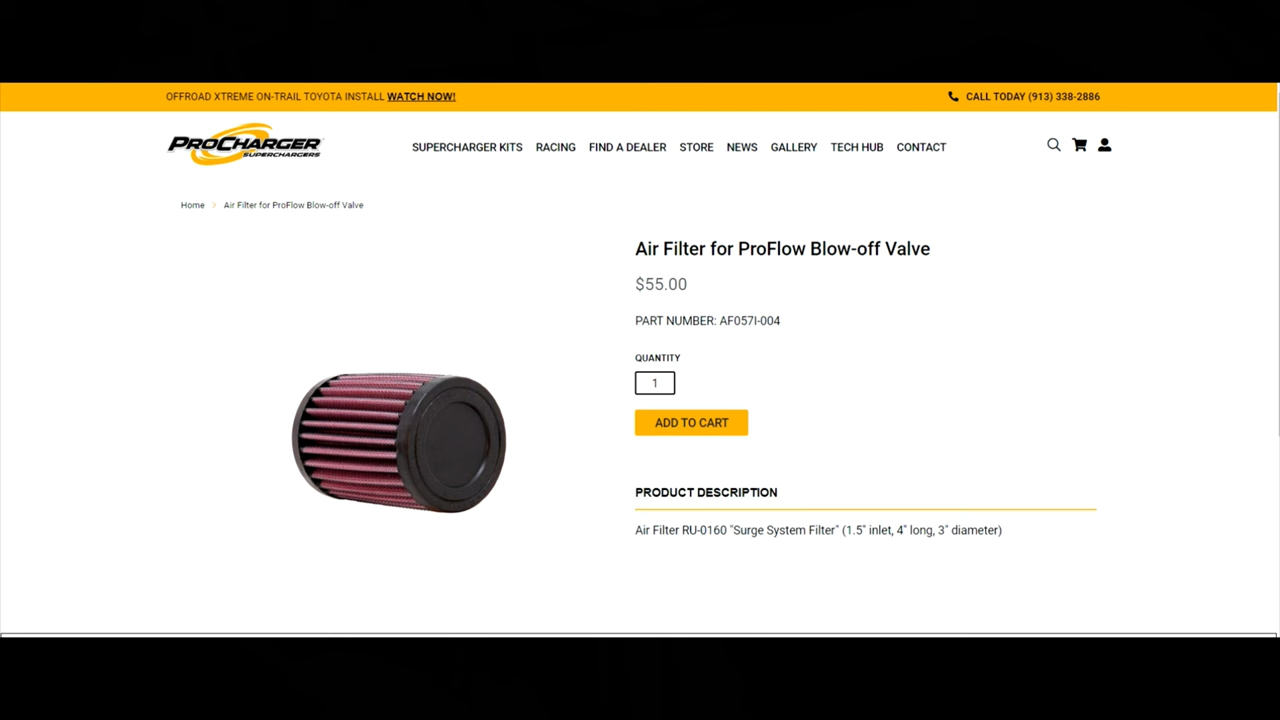 OFFROAD XTREME ON-TRAIL TOYOTA INSTALL WATCH NOW!
CALL TODAY (913) 338-2886
PROCHARGER
SUPERCHARGERS
SUPERCHARGER KITS RACING FIND A DEALER STORE NEWS GALLERY TECH HUB CONTACT
Home > Air Filter for ProFlow Blow-off Valve
Air Filter for ProFlow Blow-off Valve
$55.00
PART NUMBER: AF057I-004
QUANTITY
1
ADD TO CART
PRODUCT DESCRIPTION
Air Filter RU-0160 "Surge System Filter" (1.5" inlet, 4" long, 3" diameter)